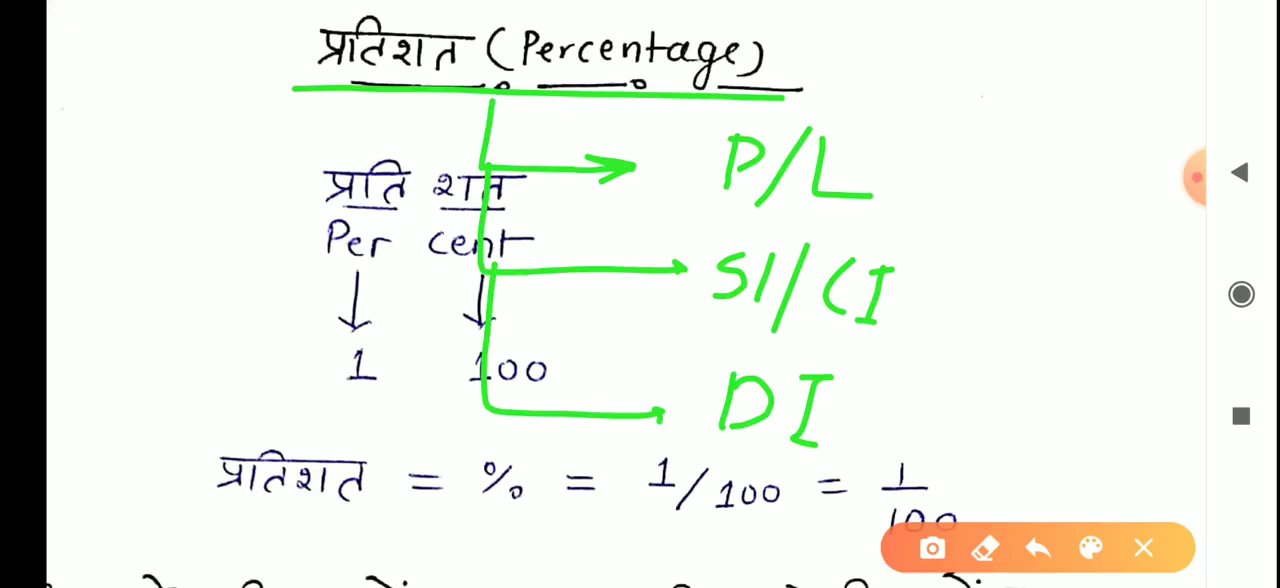 प्रतिशत (Percentage)
P/L
प्रति शत
Per cent
SI/CI
1 100
DI
प्रतिशत = % = 1/100 = 1/100